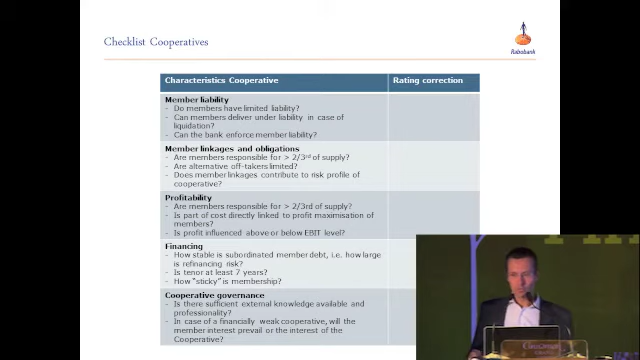 Checklist Cooperatives
Rabobank
Characteristics Cooperative
Rating correction
Member liability
- Do members have limited liability?
- Can members deliver under liability in case of
liquidation?
- Can the bank enforce member liability?
Member linkages and obligations
- Are members responsible for > 2/3rd of supply?
- Are alternative off-takers limited?
- Does member linkages contribute to risk profile of
cooperative?
Profitability
- Are members responsible for > 2/3rd of supply?
- Is part of cost directly linked to profit maximisation of
members?
- Is profit influenced above or below EBIT level?
Financing
- How stable is subordinated member debt, i.e. how large
is refinancing risk?
- Is tenor at least 7 years?
- How "sticky" is membership?
Cooperative governance
- Is there sufficient external knowledge available and
professionality?
- In case of a financially weak cooperative, will the
member interest prevail or the interest of the
Cooperative?